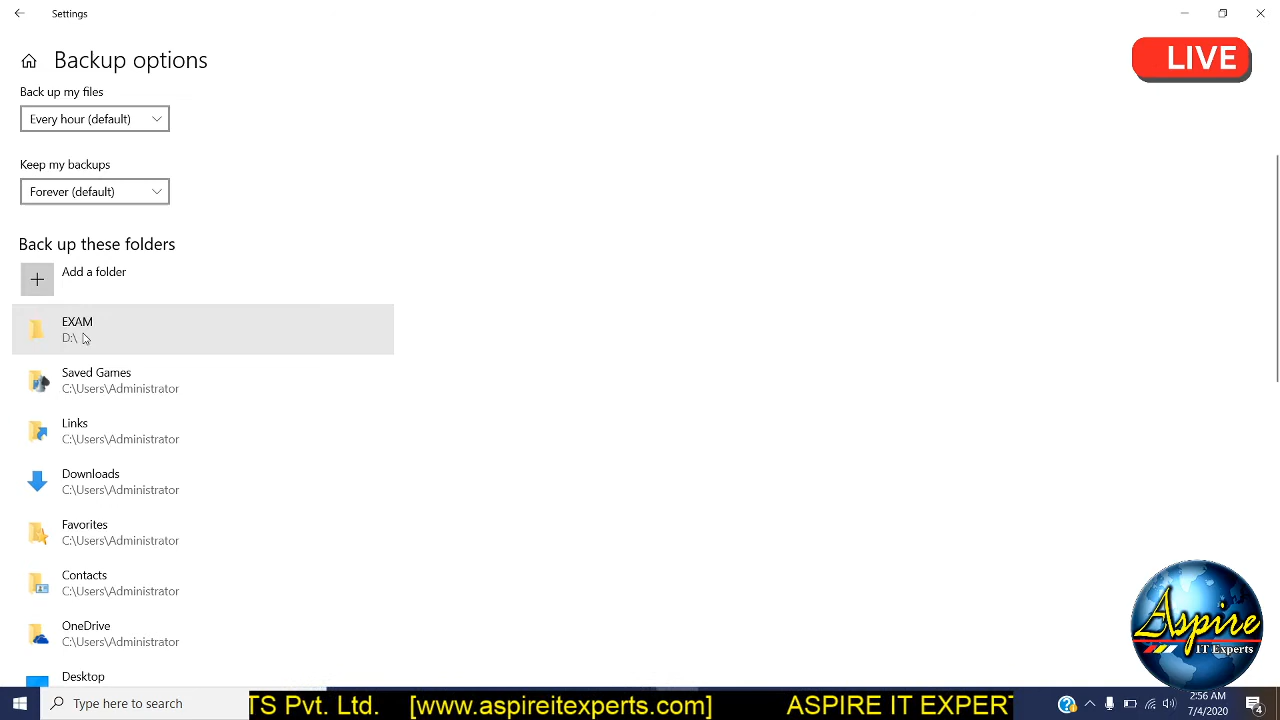 Settings
Backup options
LIVE
Back up my files
Every hour (default)
Keep my backups
Forever (default)
Back up these folders
Add a folder
EXAM
D:\
Saved Games
C:\Users\Administrator
Links
C:\Users\Administrator
Downloads
C:\Users\Administrator
Favorites
C:\Users\Administrator
Contacts
C:\Users\Administrator
OneDrive
C:\Users\Administrator
Desktop
Aspire
IT Experts
Type here to search
TS Pvt. Ltd. [www.aspireitexperts.com] ASPIRE IT EXPERT
2:56 AM
7/4/2020